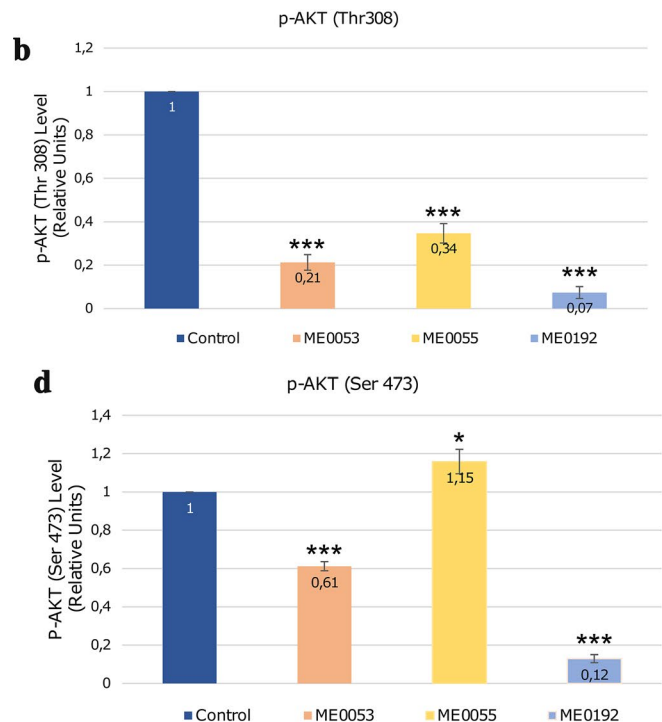 p-AKT (Thr308)
b
p-AKT (Thr 308) Level
(Relative Units)
1,2
1
0,8
0,6
0,4
0,2
0
1
***
0,21
***
0,34
***
0,07
Control ME0053 ME0055 ME0192
d
p-AKT (Ser 473)
P-AKT (Ser 473) Level
(Relative Units)
1,4
1,2
1
0,8
0,6
0,4
0,2
0
1
***
0,61
*
1,15
***
0,12
Control ME0053 ME0055 ME0192